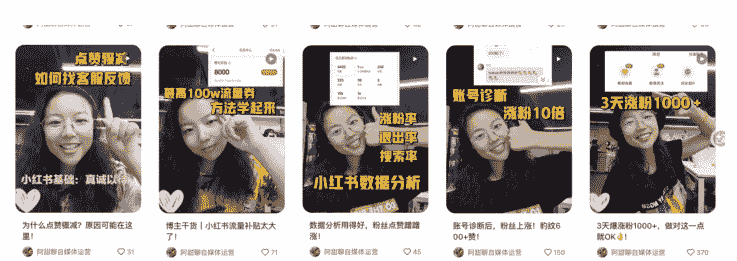 点赞骤减
如何找客服反馈
小红书基础：真诚以待
为什么点赞骤减？原因可能在这
里！
阿甜聊自媒体运营
31
8000
最高100w流量券
方法学起来
博主干货丨小红书流量补贴太大
了！
阿甜聊自媒体运营
71
涨粉率
退出率
搜索率
小红书数据分析
数据分析用得好，粉丝点赞蹭蹭
涨！
阿甜聊自媒体运营
45
账号诊断
涨粉10倍
账号诊断后，粉丝上涨！豹纹6
00+赞！
阿甜聊自媒体运营
150
3天涨粉1000+
3天爆涨粉1000+，做对这一点
就OK👌！
阿甜聊自媒体运营
370